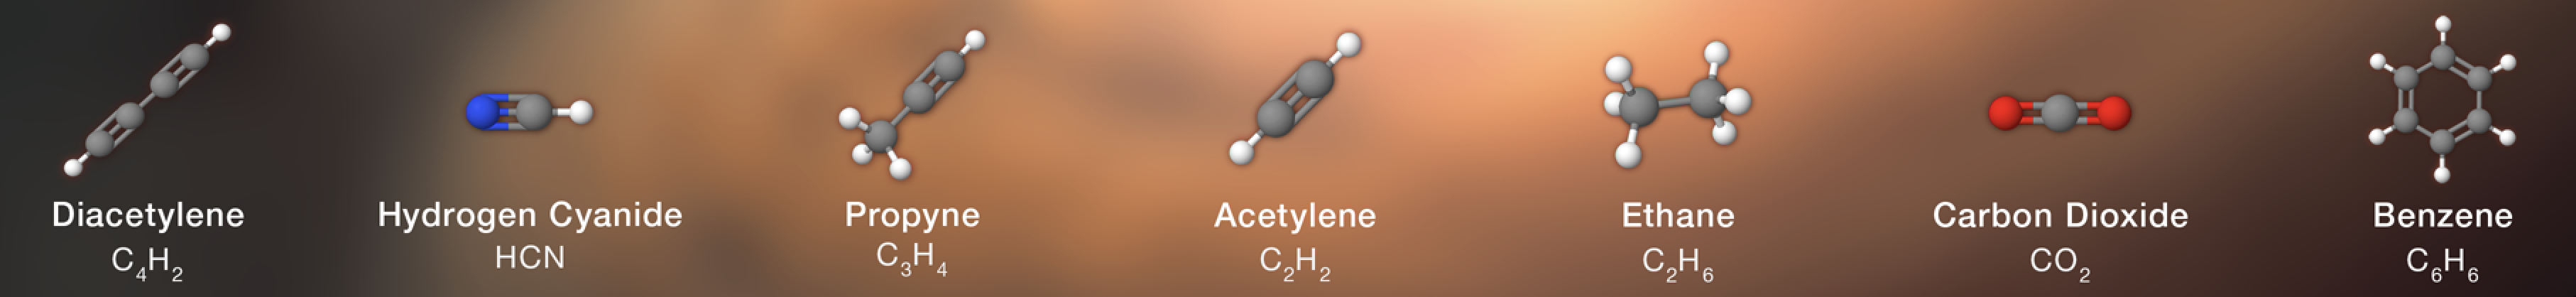 Diacetylene
C₄H₂
Hydrogen Cyanide
HCN
Propyne
C₃H₄
Acetylene
C₂H₂
Ethane
C₂H₆
Carbon Dioxide
CO₂
Benzene
C₆H₆